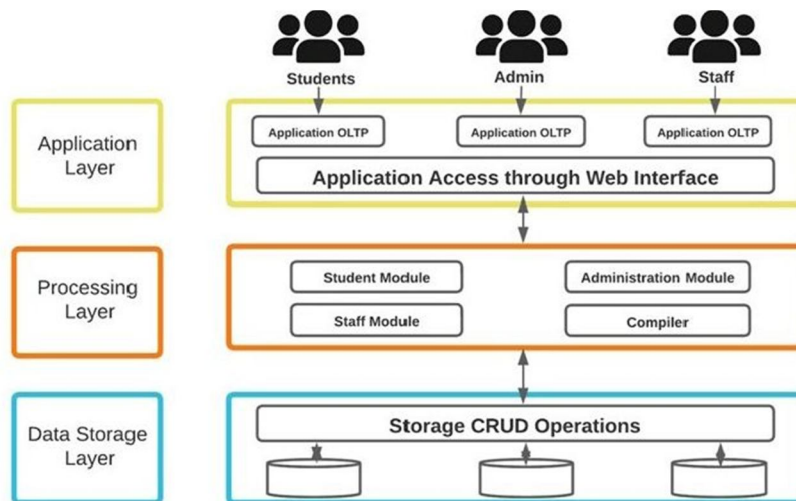 Students
Admin
Staff
Application
Layer
Application OLTP
Application OLTP
Application OLTP
Application Access through Web Interface
Processing
Layer
Student Module
Administration Module
Staff Module
Compiler
Data Storage
Layer
Storage CRUD Operations